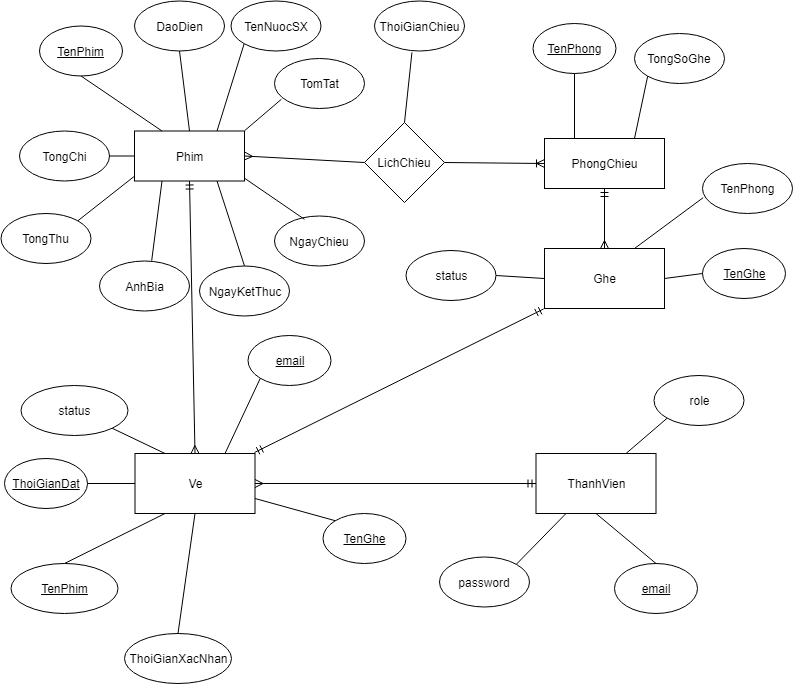 DaoDien
TenNuocSX
ThoiGianChieu
TenPhim
TenPhong
TongSoGhe
TomTat
TongChi
Phim
LichChieu
PhongChieu
TenPhong
TongThu
NgayChieu
AnhBia
NgayKetThuc
status
Ghe
TenGhe
email
status
role
ThoiGianDat
Ve
ThanhVien
TenGhe
TenPhim
password
email
ThoiGianXacNhan